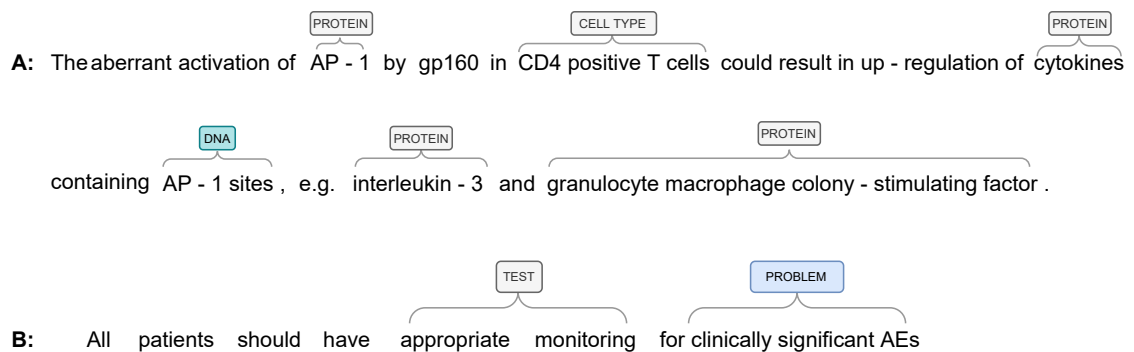 PROTEIN CELL TYPE PROTEIN
A: The aberrant activation of AP - 1 by gp160 in CD4 positive T cells could result in up - regulation of cytokines
DNA PROTEIN PROTEIN
containing AP - 1 sites , e.g. interleukin - 3 and granulocyte macrophage colony - stimulating factor .
TEST PROBLEM
B: All patients should have appropriate monitoring for clinically significant AEs